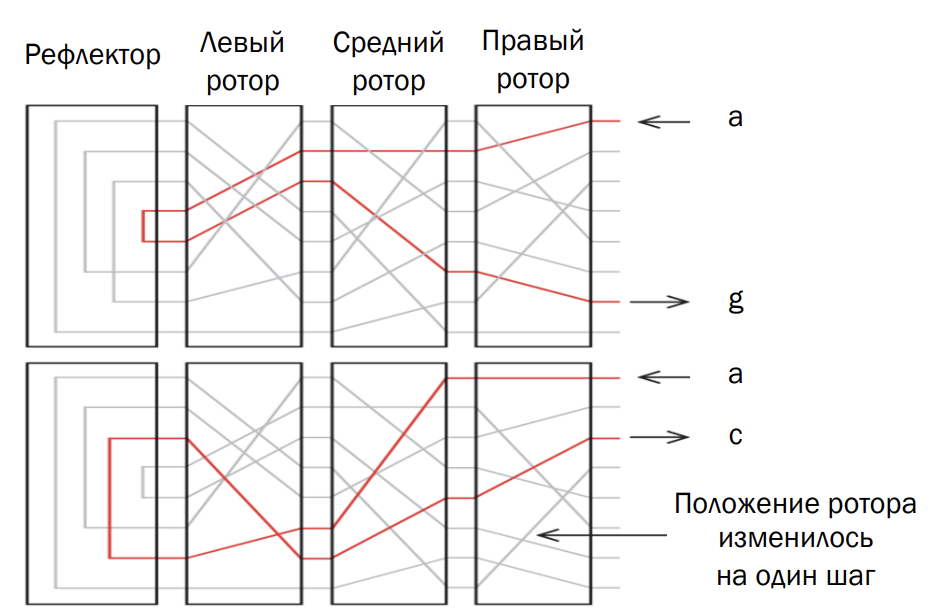 Рефлектор
Левый
ротор
Средний
ротор
Правый
ротор
a
g
a
c
Положение ротора
изменилось
на один шаг